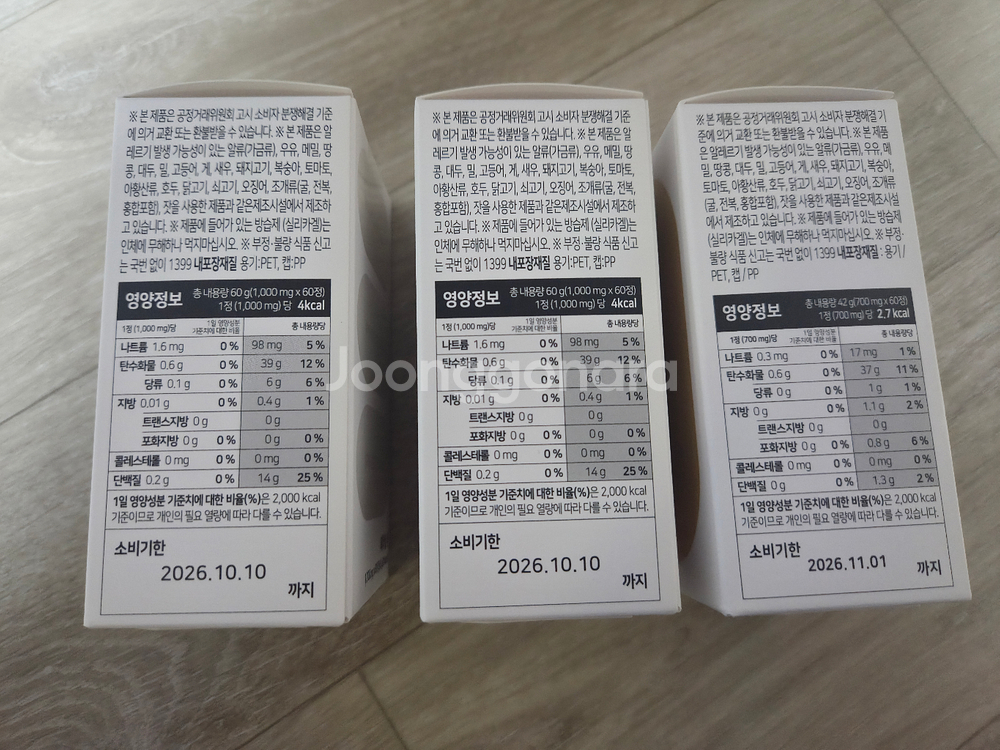 ※ 본 제품은 공정거래위원회 고시 소비자 분쟁해결 기준
에 의거 교환 또는 환불받을 수 있습니다. ※ 본 제품은 알
레르기 발생 가능성이 있는 알류(가금류), 우유, 메밀, 땅
콩, 대두, 밀, 고등어, 게, 새우, 돼지고기, 복숭아, 토마토,
아황산류, 호두, 닭고기, 쇠고기, 오징어, 조개류(굴, 전복,
홍합포함), 잣을 사용한 제품과 같은제조시설에서 제조하
고 있습니다. ※ 제품에 들어가 있는 방습제 (실리카겔)는
인체에 무해하나 먹지마십시오. ※ 부정·불량 식품 신고
는 국번 없이 1399 내포장재질 용기:PET, 캡:PP
영양정보
총 내용량 60 g(1,000 mg x 60정)
1정 (1,000 mg) 당 4kcal
1정 (1,000 mg)당 1일 영양성분 기준치에 대한 비율 총 내용량당
나트륨 1.6 mg 0 % 98 mg 5 %
탄수화물 0.6 g 0 % 39 g 12 %
당류 0.1 g 0 % 6 g 6 %
지방 0.01 g 0 % 0.4 g 1 %
트랜스지방 0 g 0 g
포화지방 0 g 0 % 0 g 0 %
콜레스테롤 0 mg 0 % 0 mg 0 %
단백질 0.2 g 0 % 14 g 25 %
1일 영양성분 기준치에 대한 비율(%)은 2,000 kcal
기준이므로 개인의 필요 열량에 따라 다를 수 있습니다.
소비기한
2026.10.10
까지
※ 본 제품은 공정거래위원회 고시 소비자 분쟁해결 기준
에 의거 교환 또는 환불받을 수 있습니다. ※ 본 제품은 알
레르기 발생 가능성이 있는 알류(가금류), 우유, 메밀, 땅
콩, 대두, 밀, 고등어, 게, 새우, 돼지고기, 복숭아, 토마토,
아황산류, 호두, 닭고기, 쇠고기, 오징어, 조개류(굴, 전복,
홍합포함), 잣을 사용한 제품과 같은제조시설에서 제조하
고 있습니다. ※ 제품에 들어가 있는 방습제 (실리카겔)는
인체에 무해하나 먹지마십시오. ※ 부정·불량 식품 신고
는 국번 없이 1399 내포장재질 용기:PET, 캡:PP
영양정보
총 내용량 60 g(1,000 mg x 60정)
1정 (1,000 mg) 당 4kcal
1정 (1,000 mg)당 1일 영양성분 기준치에 대한 비율 총 내용량당
나트륨 1.6 mg 0 % 98 mg 5 %
탄수화물 0.6 g 0 % 39 g 12 %
당류 0.1 g 0 % 6 g 6 %
지방 0.01 g 0 % 0.4 g 1 %
트랜스지방 0 g 0 g
포화지방 0 g 0 % 0 g 0 %
콜레스테롤 0 mg 0 % 0 mg 0 %
단백질 0.2 g 0 % 14 g 25 %
1일 영양성분 기준치에 대한 비율(%)은 2,000 kcal
기준이므로 개인의 필요 열량에 따라 다를 수 있습니다.
소비기한
2026.10.10
까지
※ 본 제품은 공정거래위원회 고시 소비자 분쟁해결 기
준에 의거 교환 또는 환불받을 수 있습니다. ※ 본 제품
은 알레르기 발생 가능성이 있는 알류(가금류), 우유, 메
밀, 땅콩, 대두, 밀, 고등어, 게, 새우, 돼지고기, 복숭아,
토마토, 아황산류, 호두, 닭고기, 쇠고기, 오징어, 조개류
(굴, 전복, 홍합포함), 잣을 사용한 제품과 같은제조시설
에서 제조하고 있습니다. ※ 제품에 들어가 있는 방습제
(실리카겔)는 인체에 무해하나 먹지마십시오. ※ 부정·
불량 식품 신고는 국번 없이 1399 내포장재질 : 용기 /
PET, 캡 / PP
영양정보
총 내용량 42 g(700 mg x 60정)
1정 (700 mg) 당 2.7 kcal
1정 (700 mg)당 1일 영양성분 기준치에 대한 비율 총 내용량당
나트륨 0.3 mg 0 % 17 mg 1 %
탄수화물 0.6 g 0 % 37 g 11 %
당류 0 g 0 % 1 g 1 %
지방 0 g 0 % 1.1 g 2 %
트랜스지방 0 g 0 g
포화지방 0 g 0 % 0.8 g 6 %
콜레스테롤 0 mg 0 % 0 mg 0 %
단백질 0 g 0 % 1.3 g 2 %
1일 영양성분 기준치에 대한 비율(%)은 2,000 kcal
기준이므로 개인의 필요 열량에 따라 다를 수 있습니다.
소비기한
2026.11.01
까지
Joonggonara